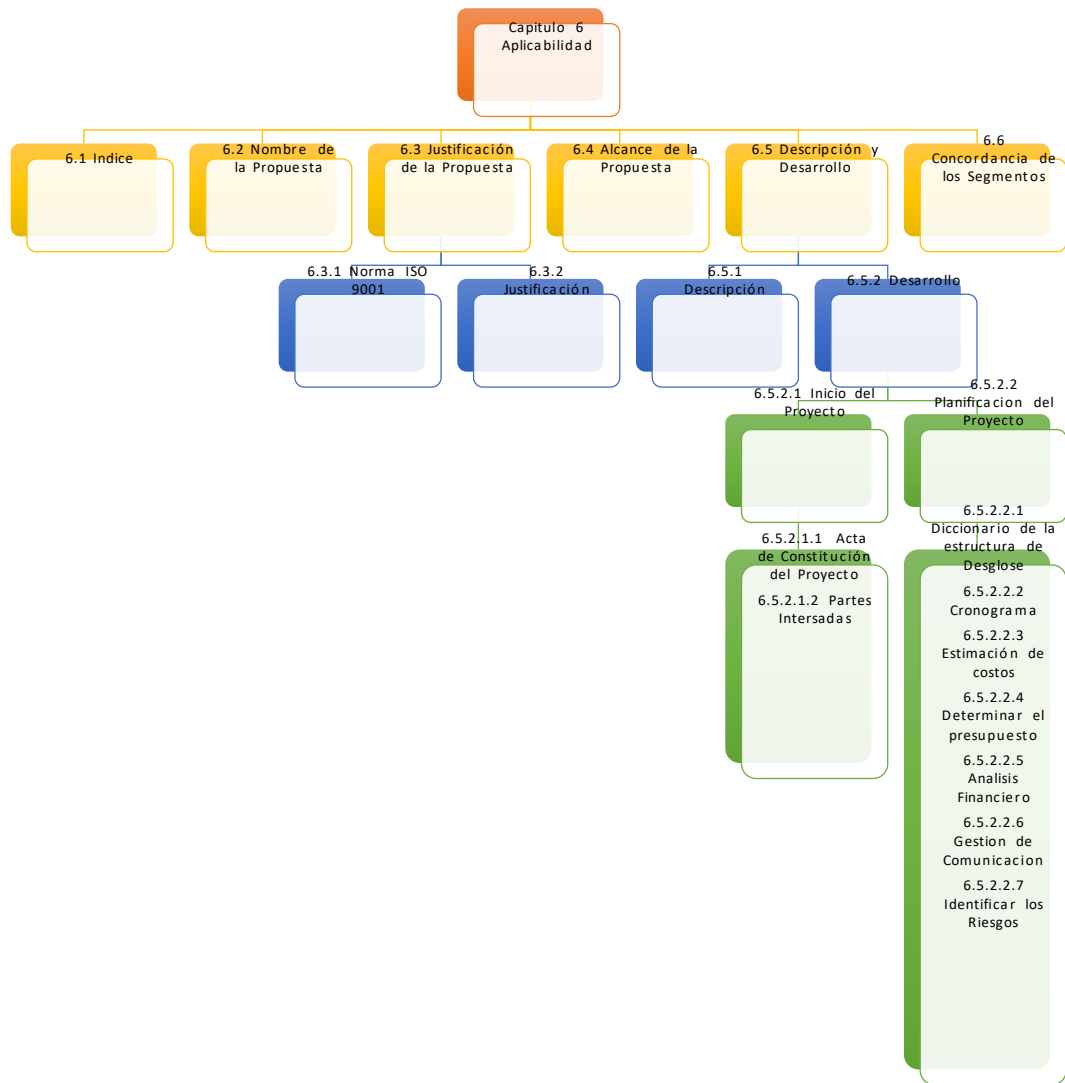 Capitulo 6
Aplicabilidad
6.1 Indice
6.2 Nombre de
la Propuesta
6.3 Justificación
de la Propuesta
6.4 Alcance de la
Propuesta
6.5 Descripción y
Desarrollo
6.6
Concordancia de
los Segmentos
6.3.1 Norma ISO
9001
6.3.2
Justificación
6.5.1
Descripción
6.5.2 Desarrollo
6.5.2.1 Inicio del
Proyecto
6.5.2.2
Planificacion del
Proyecto
6.5.2.1.1 Acta
de Constitución
del Proyecto
6.5.2.1.2 Partes
Intersadas
6.5.2.2.1
Diccionario de la
estructura de
Desglose
6.5.2.2.2
Cronograma
6.5.2.2.3
Estimación de
costos
6.5.2.2.4
Determinar el
presupuesto
6.5.2.2.5
Analisis
Financiero
6.5.2.2.6
Gestion de
Comunicacion
6.5.2.2.7
Identificar los
Riesgos